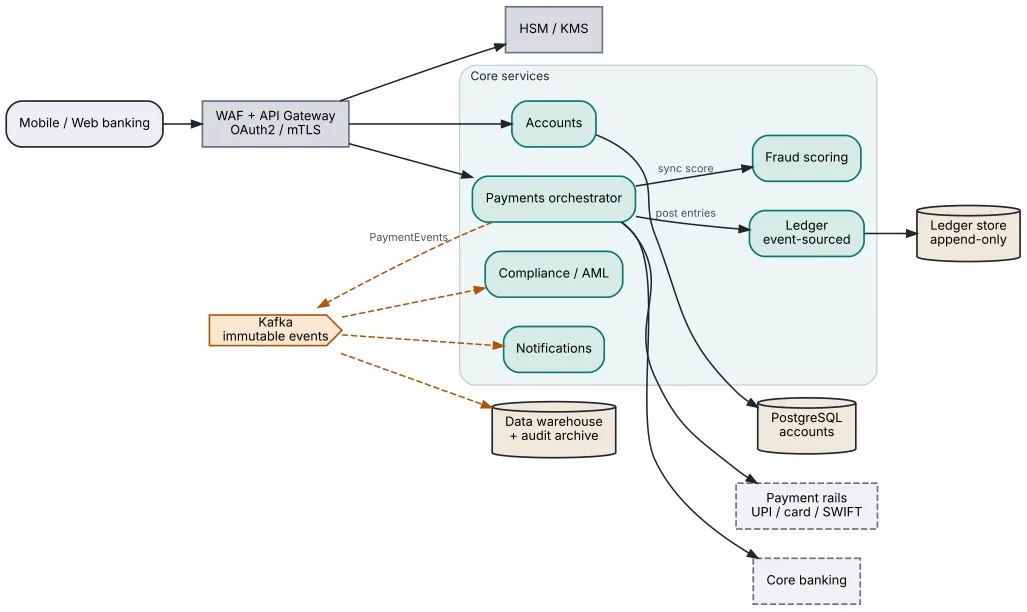 HSM / KMS
Core services
Mobile / Web banking
WAF + API Gateway
OAuth2 / mTLS
Accounts
Fraud scoring
sync score
Payments orchestrator
post entries
Ledger
event-sourced
Ledger store
append-only
PaymentEvents
Compliance / AML
Kafka
immutable events
Notifications
Data warehouse
+ audit archive
PostgreSQL
accounts
Payment rails
UPI / card / SWIFT
Core banking